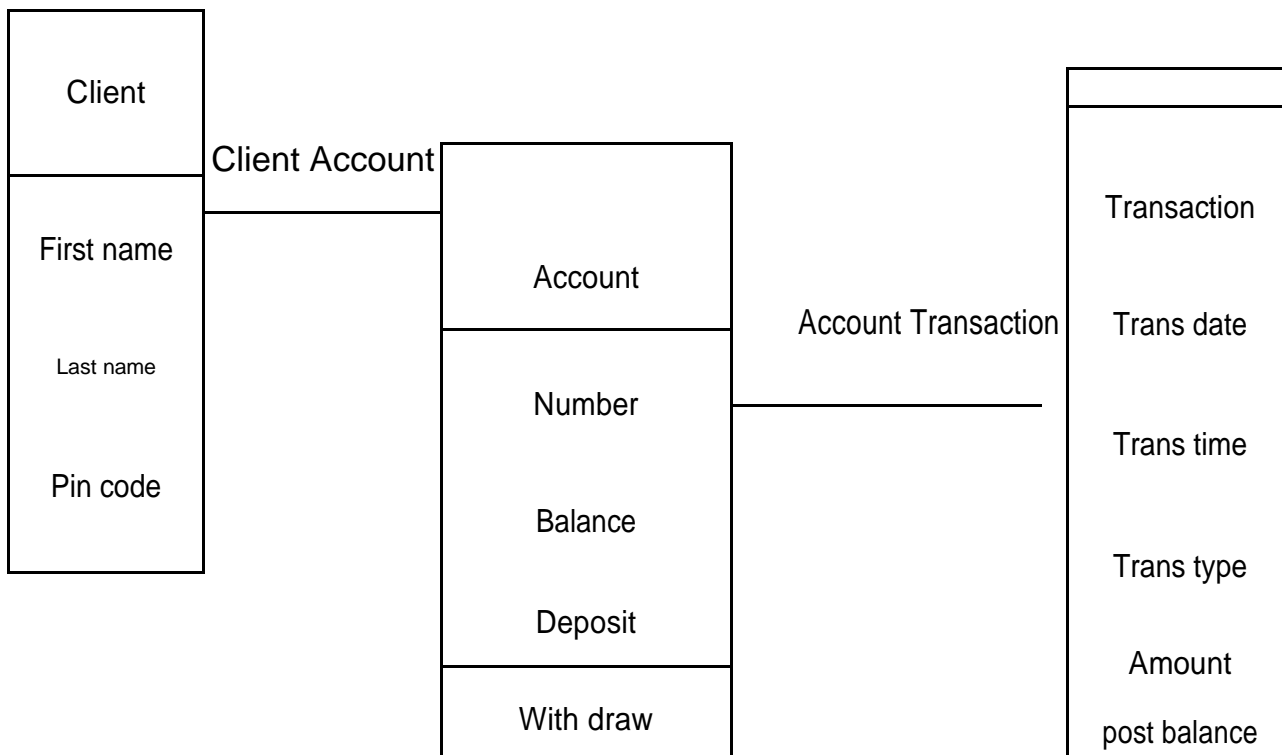 Client
First name
Last name
Pin code
Client Account
Account
Number
Balance
Deposit
With draw
Account Transaction
Transaction
Trans date
Trans time
Trans type
Amount
post balance